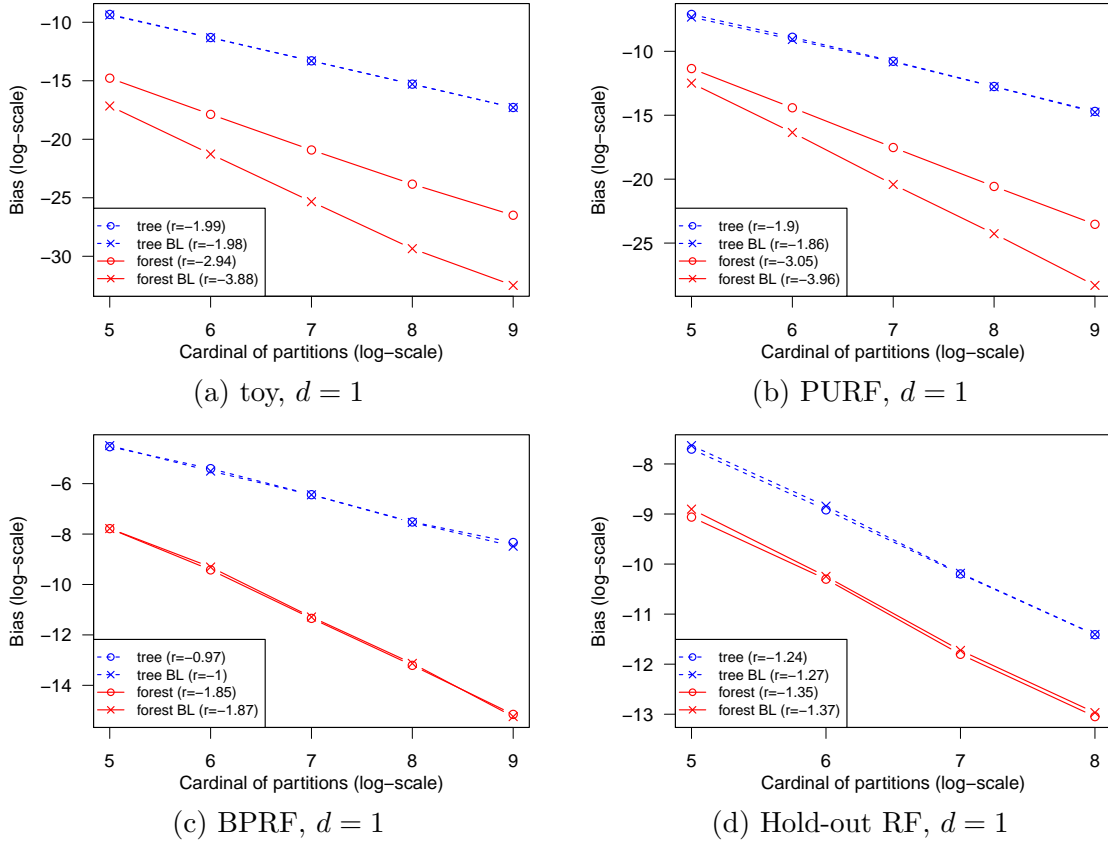 −10
−15
−20
−25
−30
Bias (log−scale)
tree (r=−1.99)
tree BL (r=−1.98)
forest (r=−2.94)
forest BL (r=−3.88)
5 6 7 8 9
Cardinal of partitions (log−scale)
(a) toy, d = 1
−10
−15
−20
−25
Bias (log−scale)
tree (r=−1.9)
tree BL (r=−1.86)
forest (r=−3.05)
forest BL (r=−3.96)
5 6 7 8 9
Cardinal of partitions (log−scale)
(b) PURF, d = 1
−6
−8
−10
−12
−14
Bias (log−scale)
tree (r=−0.97)
tree BL (r=−1)
forest (r=−1.85)
forest BL (r=−1.87)
5 6 7 8 9
Cardinal of partitions (log−scale)
(c) BPRF, d = 1
−8
−9
−10
−11
−12
−13
Bias (log−scale)
tree (r=−1.24)
tree BL (r=−1.27)
forest (r=−1.35)
forest BL (r=−1.37)
5 6 7 8
Cardinal of partitions (log−scale)
(d) Hold-out RF, d = 1